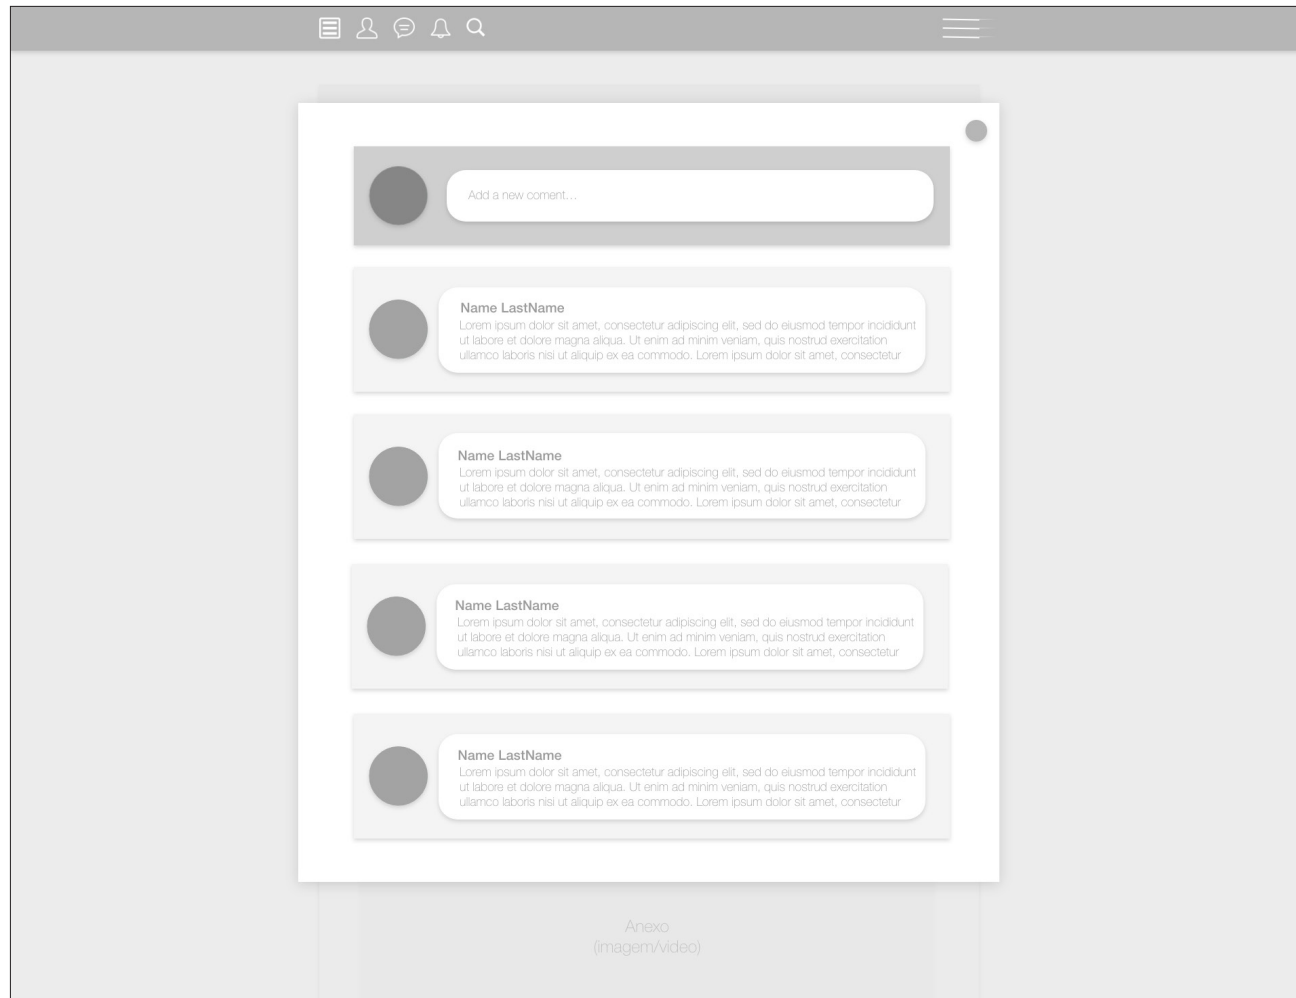 Add a new coment...
Name LastName
Lorem ipsum dolor sit amet, consectetur adipiscing elit, sed do eiusmod tempor incididunt
ut labore et dolore magna aliqua. Ut enim ad minim veniam, quis nostrud exercitation
ullamco laboris nisi ut aliquip ex ea commodo. Lorem ipsum dolor sit amet, consectetur
Name LastName
Lorem ipsum dolor sit amet, consectetur adipiscing elit, sed do eiusmod tempor incididunt
ut labore et dolore magna aliqua. Ut enim ad minim veniam, quis nostrud exercitation
ullamco laboris nisi ut aliquip ex ea commodo. Lorem ipsum dolor sit amet, consectetur
Name LastName
Lorem ipsum dolor sit amet, consectetur adipiscing elit, sed do eiusmod tempor incididunt
ut labore et dolore magna aliqua. Ut enim ad minim veniam, quis nostrud exercitation
ullamco laboris nisi ut aliquip ex ea commodo. Lorem ipsum dolor sit amet, consectetur
Name LastName
Lorem ipsum dolor sit amet, consectetur adipiscing elit, sed do eiusmod tempor incididunt
ut labore et dolore magna aliqua. Ut enim ad minim veniam, quis nostrud exercitation
ullamco laboris nisi ut aliquip ex ea commodo. Lorem ipsum dolor sit amet, consectetur
Anexo
(imagem/video)